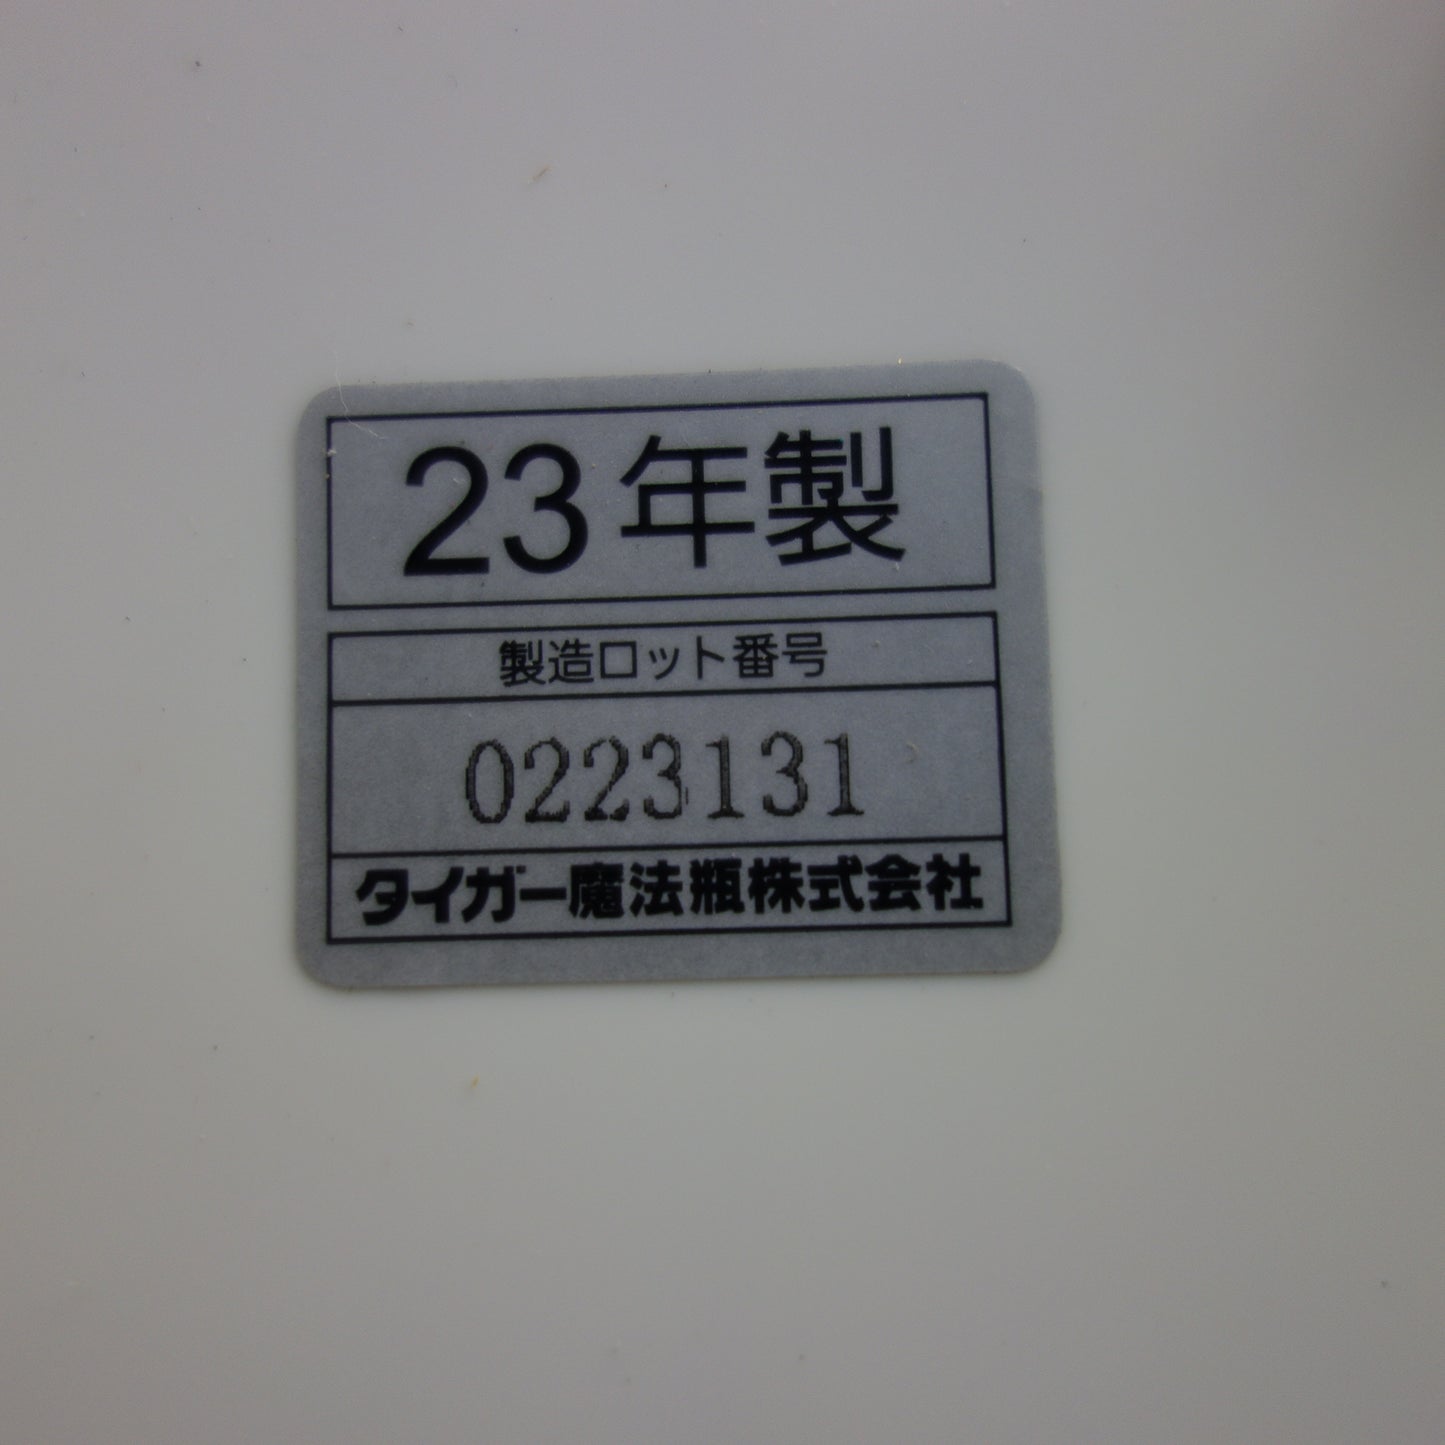 23年製
製造ロット番号
0223131
タイガー魔法瓶株式会社